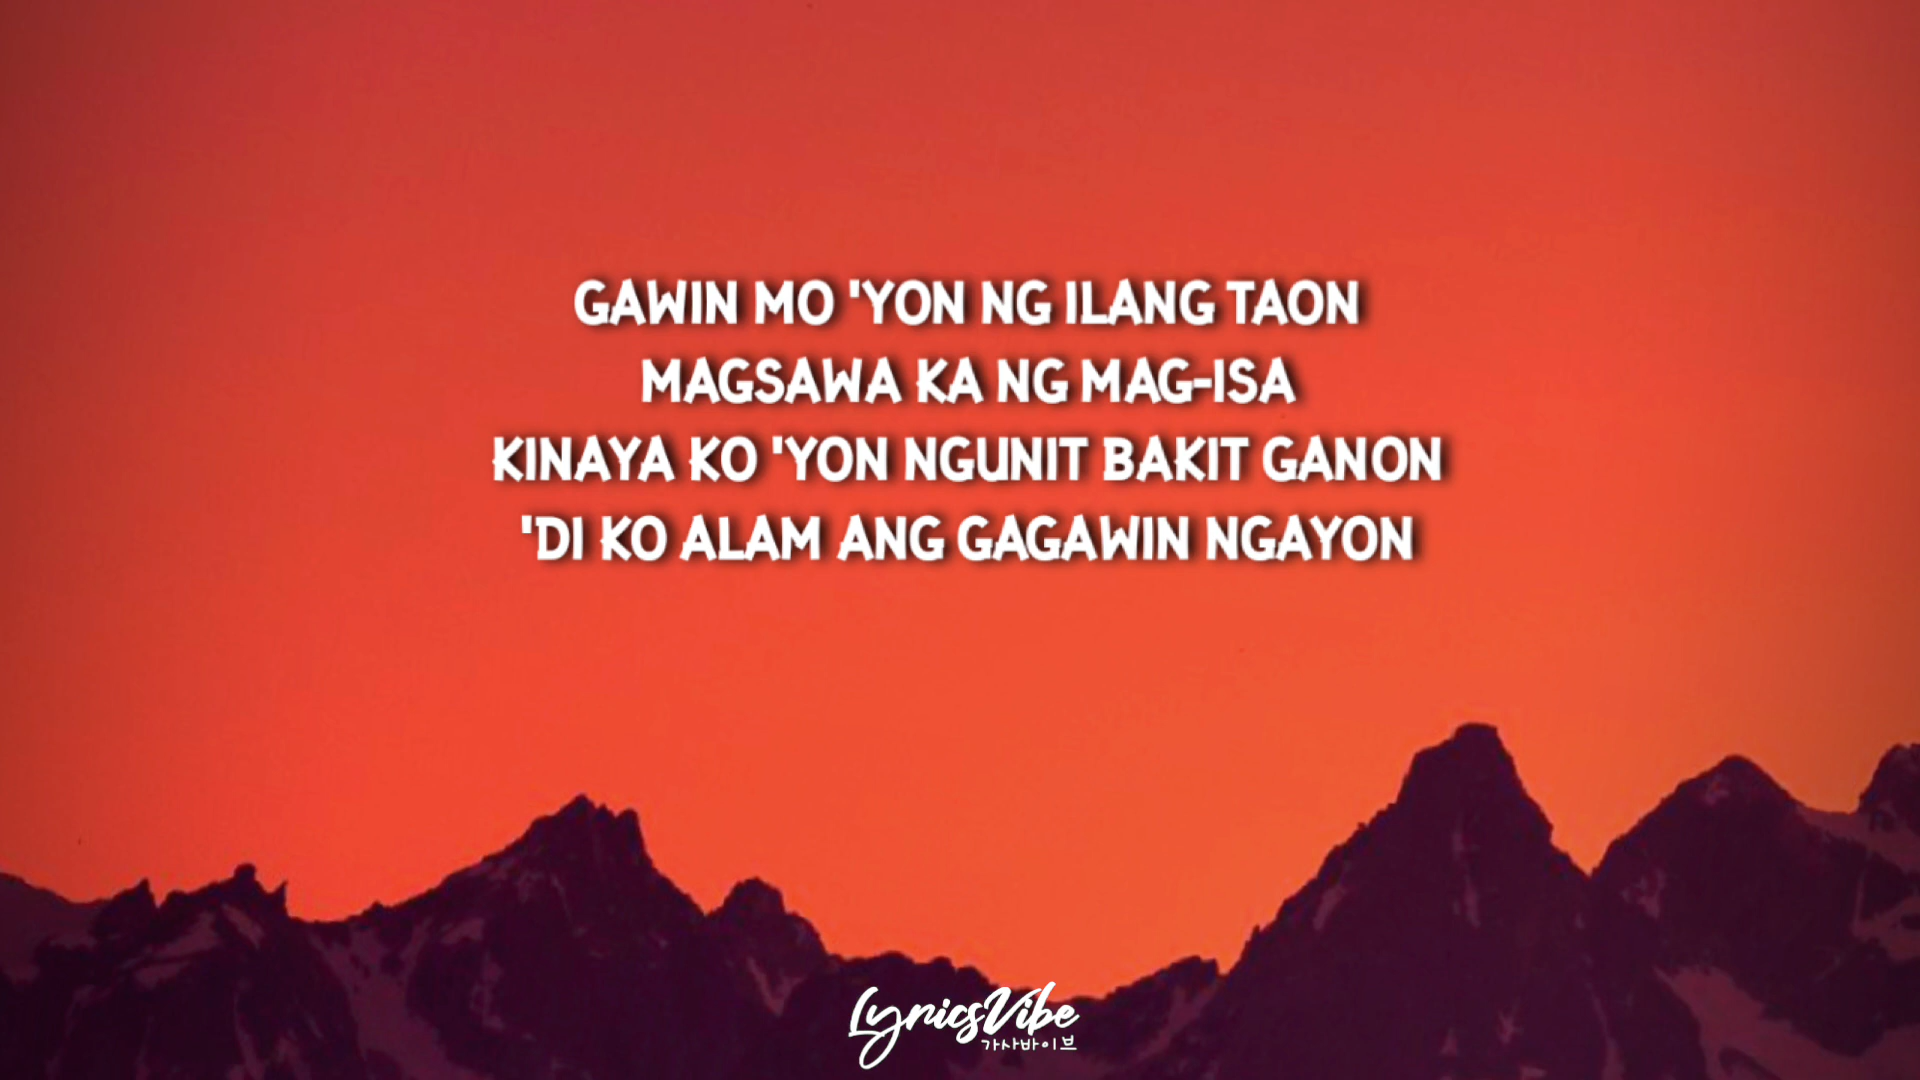 GAWIN MO 'YON NG ILANG TAON
MAGSAWA KA NG MAG-ISA
KINAYA KO 'YON NGUNIT BAKIT GANON
'DI KO ALAM ANG GAGAWIN NGAYON
LyricsVibe
가사바이브